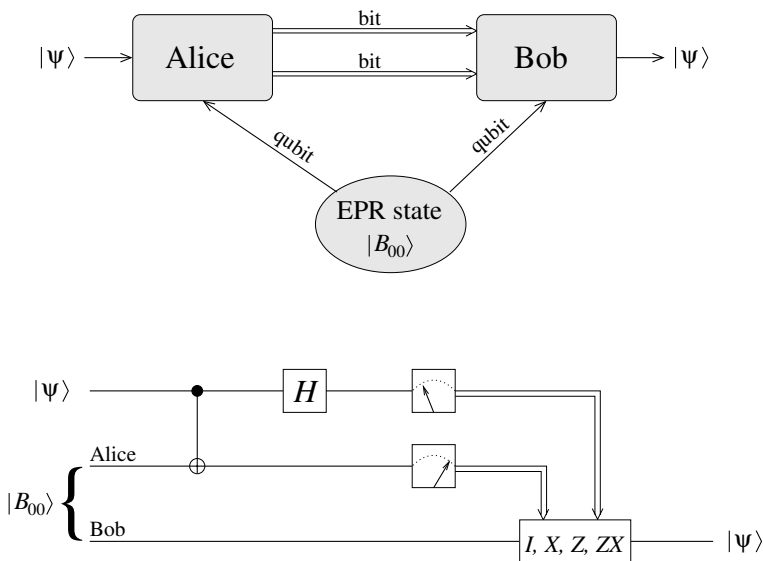 bit
|Ψ⟩ Alice Bob |Ψ⟩
bit
qubit qubit
EPR state
|B₀₀⟩
|Ψ⟩ H
Alice
|B₀₀⟩ {
Bob
I, X, Z, ZX |Ψ⟩